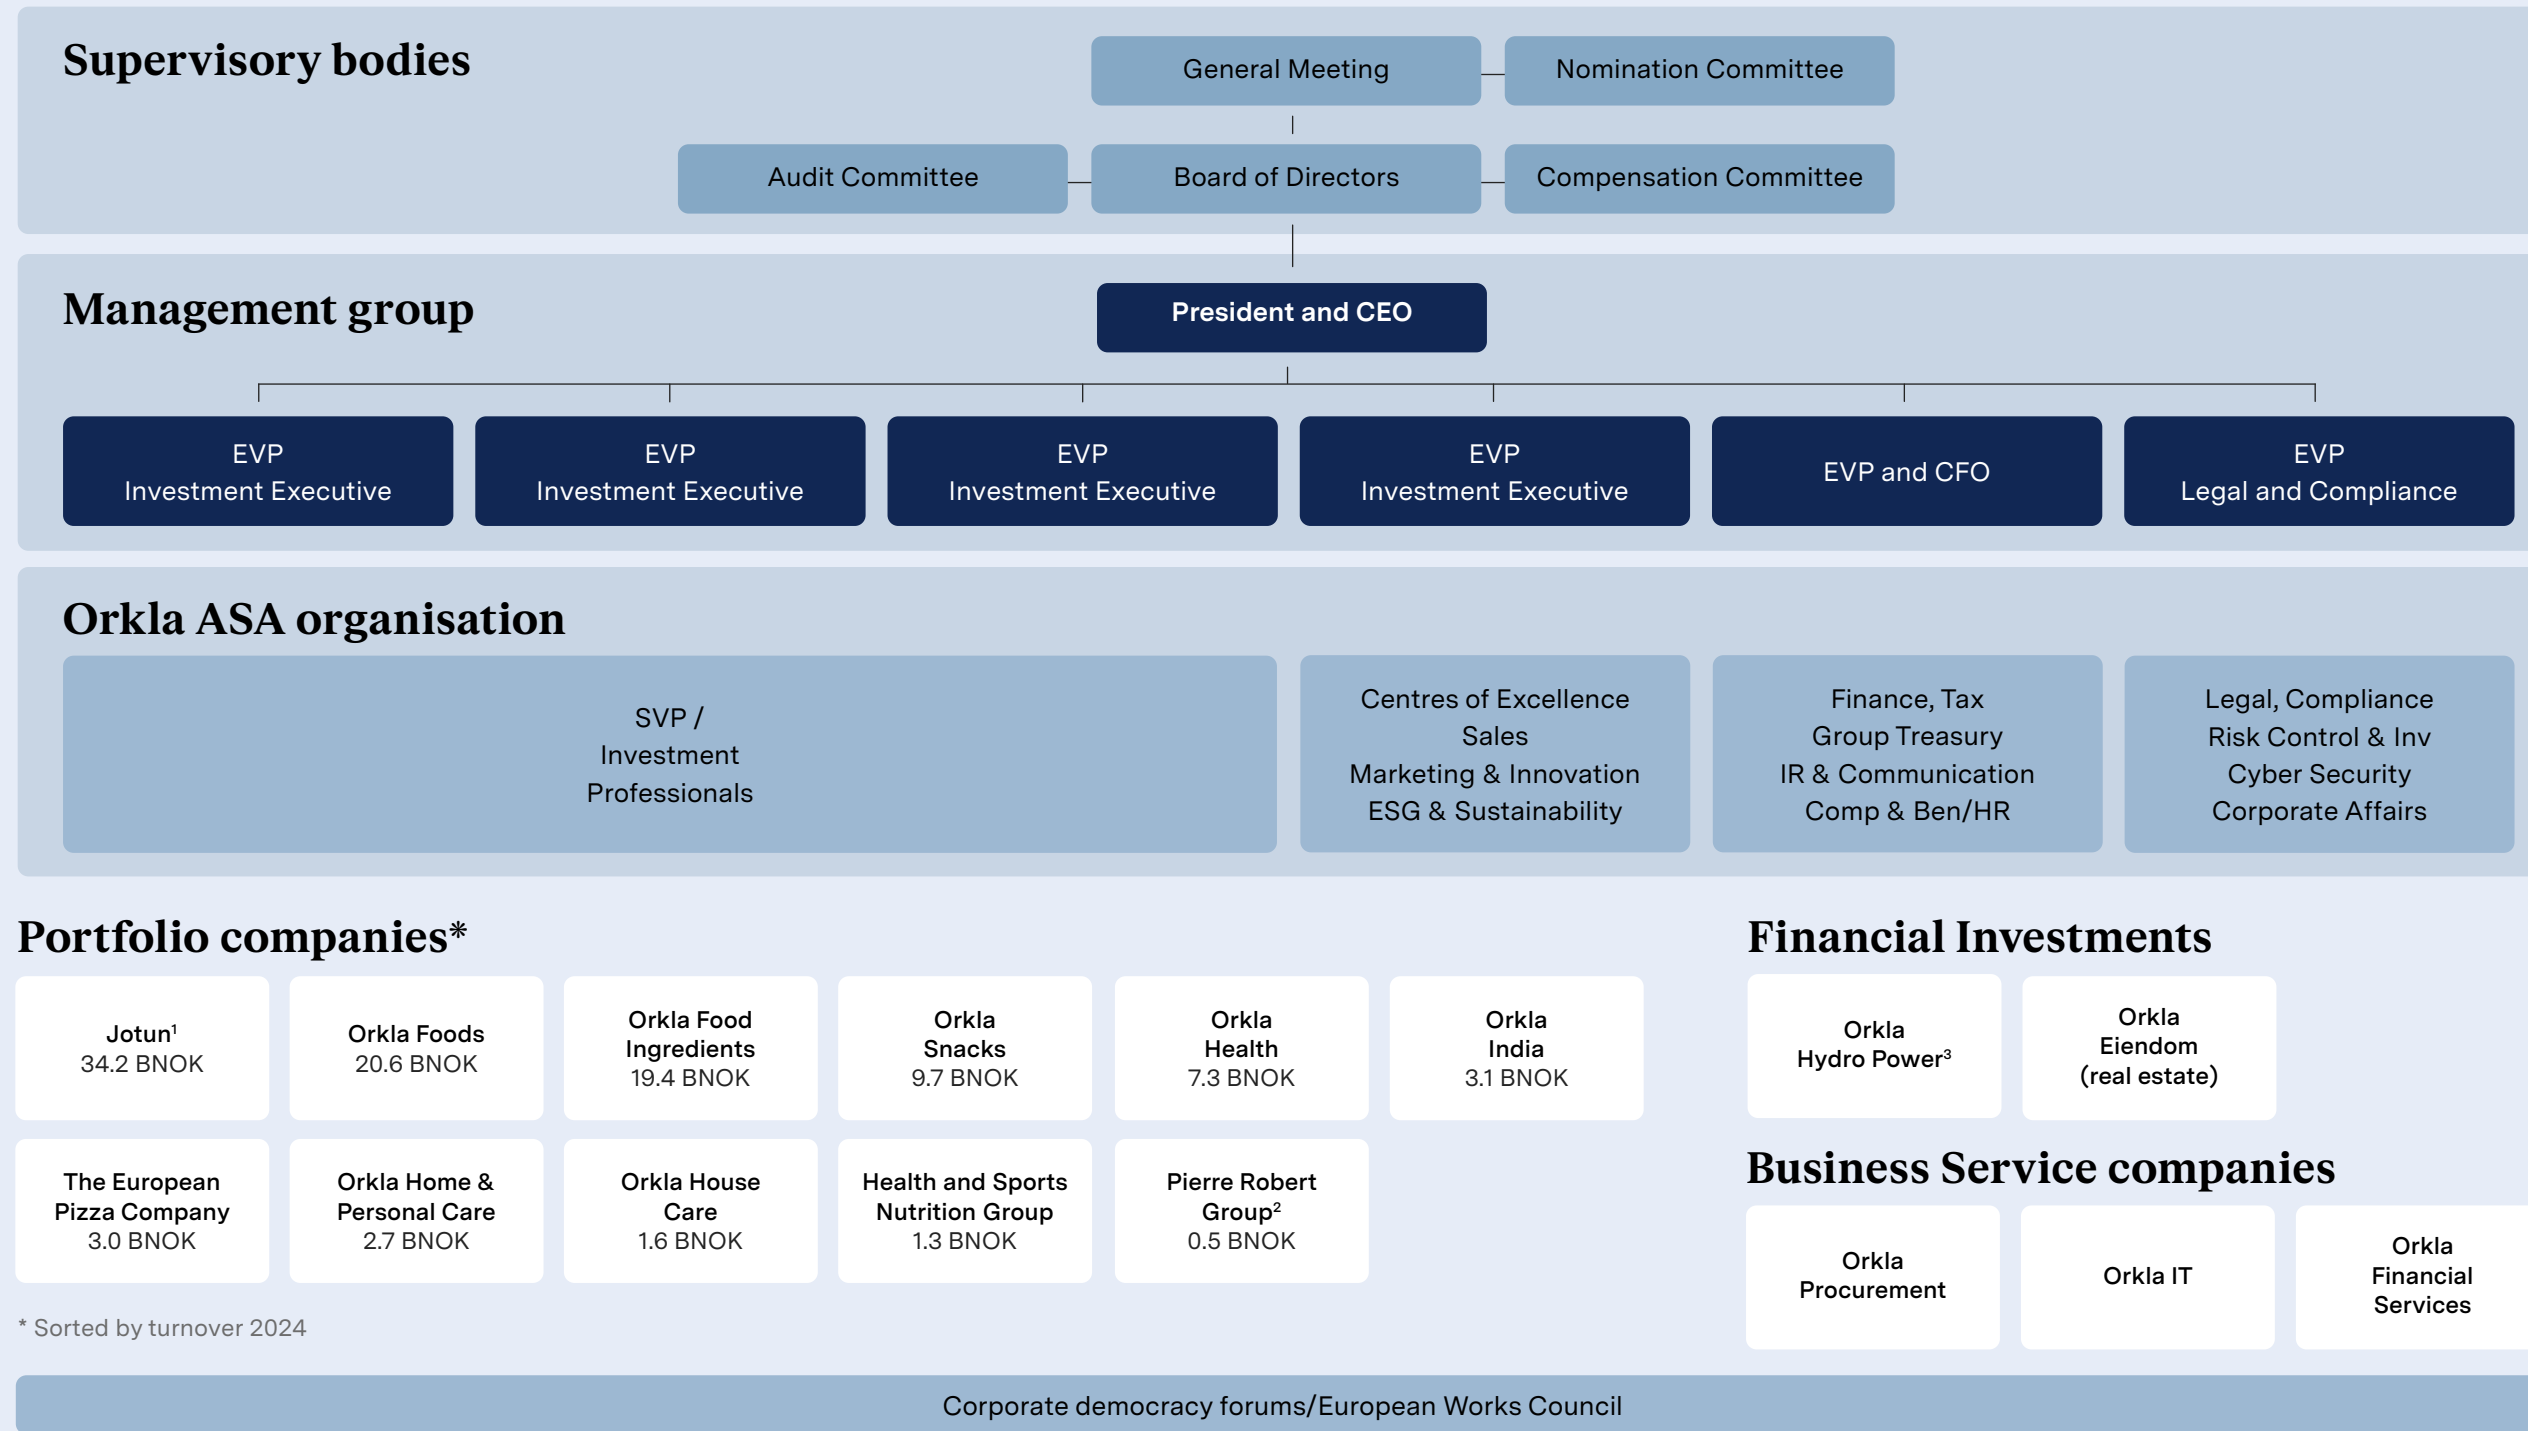 Supervisory bodies
General Meeting
Nomination Committee
Audit Committee
Board of Directors
Compensation Committee
Management group
President and CEO
EVP
Investment Executive
EVP
Investment Executive
EVP
Investment Executive
EVP
Investment Executive
EVP and CFO
EVP
Legal and Compliance
Orkla ASA organisation
SVP /
Investment
Professionals
Centres of Excellence
Sales
Marketing & Innovation
ESG & Sustainability
Finance, Tax
Group Treasury
IR & Communication
Comp & Ben/HR
Legal, Compliance
Risk Control & Inv
Cyber Security
Corporate Affairs
Portfolio companies*
Jotun¹
34.2 BNOK
Orkla Foods
20.6 BNOK
Orkla Food
Ingredients
19.4 BNOK
Orkla
Snacks
9.7 BNOK
Orkla
Health
7.3 BNOK
Orkla
India
3.1 BNOK
The European
Pizza Company
3.0 BNOK
Orkla Home &
Personal Care
2.7 BNOK
Orkla House
Care
1.6 BNOK
Health and Sports
Nutrition Group
1.3 BNOK
Pierre Robert
Group²
0.5 BNOK
* Sorted by turnover 2024
Financial Investments
Orkla
Hydro Power³
Orkla
Eiendom
(real estate)
Business Service companies
Orkla
Procurement
Orkla IT
Orkla
Financial
Services
Corporate democracy forums/European Works Council